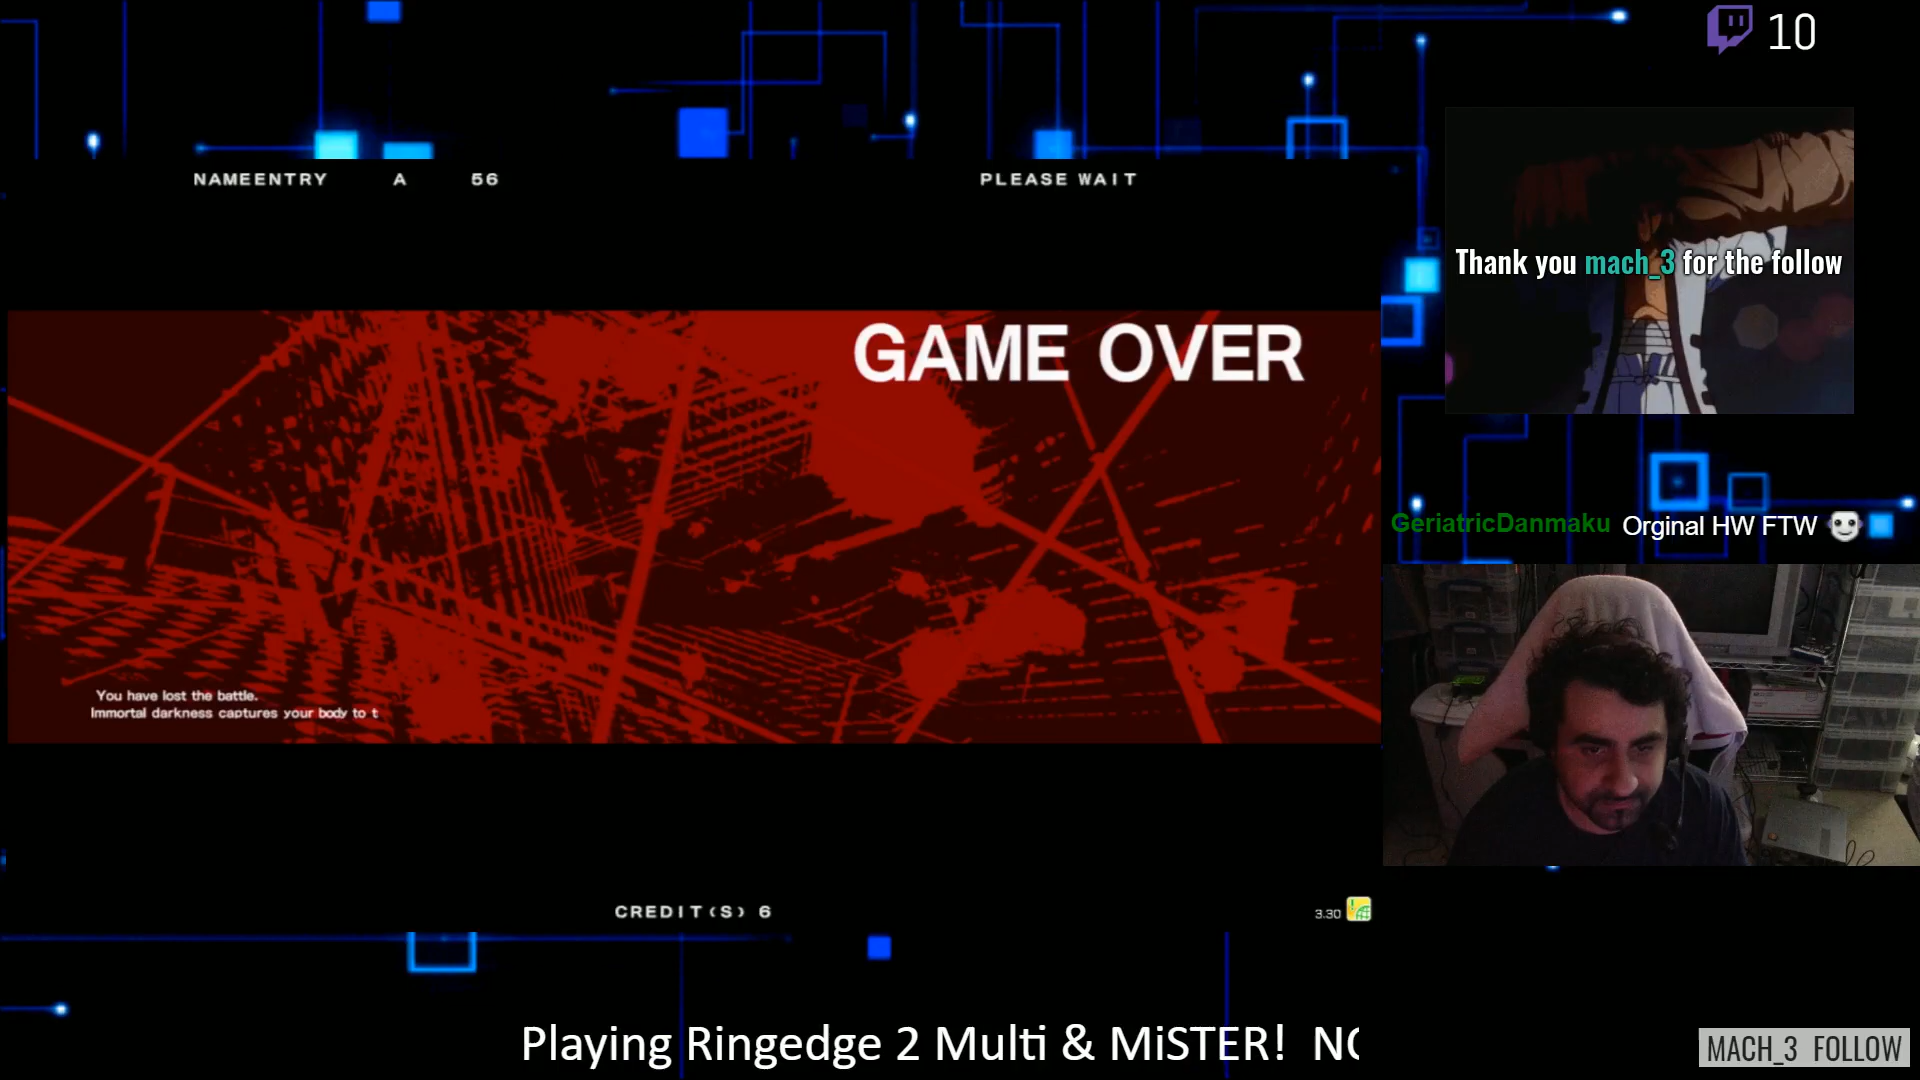 10
NAMEENTRY A 56
PLEASE WAIT
Thank you mach_3 for the follow
GAME OVER
GeriatricDanmaku Orginal HW FTW
You have lost the battle.
Immortal darkness captures your body to t
CREDIT(S) 6
3.30
Playing Ringedge 2 Multi & MiSTER! NO
MACH_3 FOLLOW